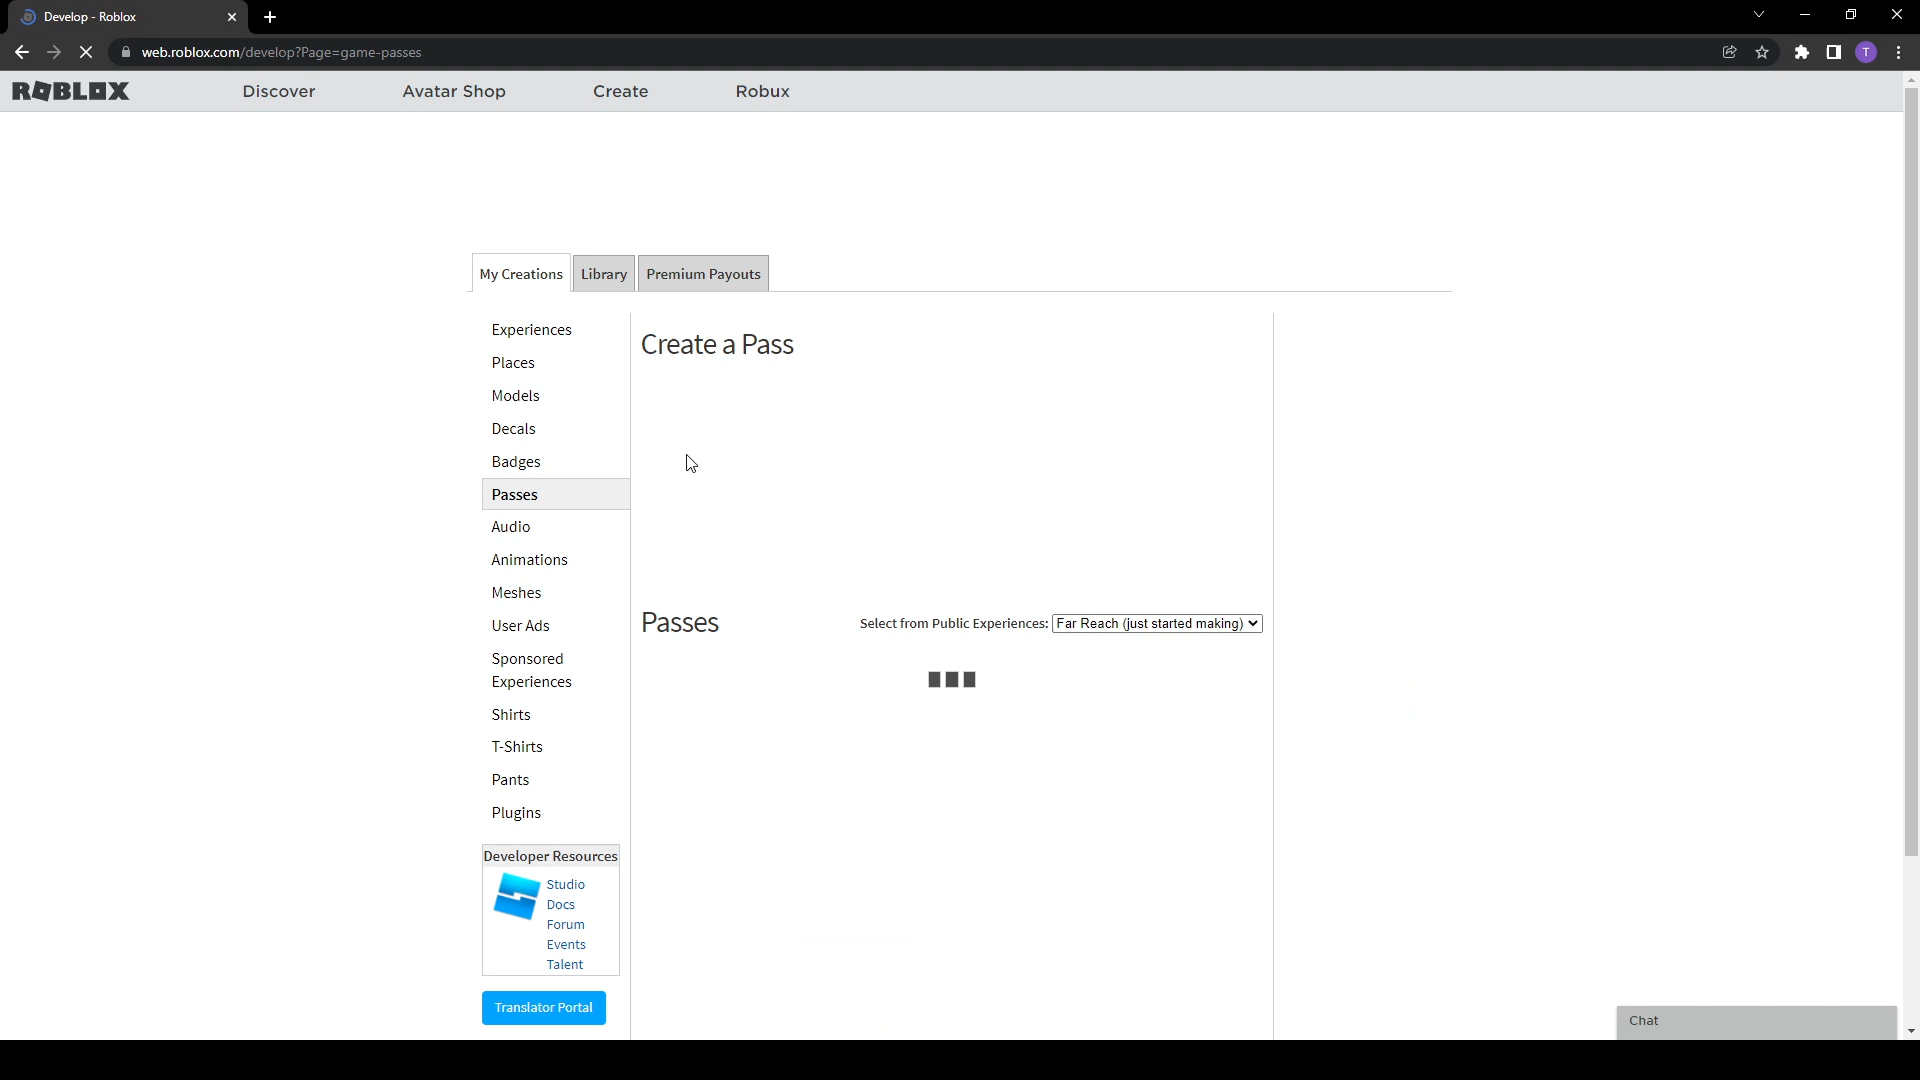 Develop - Roblox
web.roblox.com/develop?Page=game-passes
T
ROBLOX
Discover
Avatar Shop
Create
Robux
My Creations
Library
Premium Payouts
Experiences
Places
Models
Decals
Badges
Passes
Audio
Animations
Meshes
User Ads
Sponsored
Experiences
Shirts
T-Shirts
Pants
Plugins
Create a Pass
Passes
Select from Public Experiences: Far Reach (just started making)
Developer Resources
Studio
Docs
Forum
Events
Talent
Translator Portal
Chat